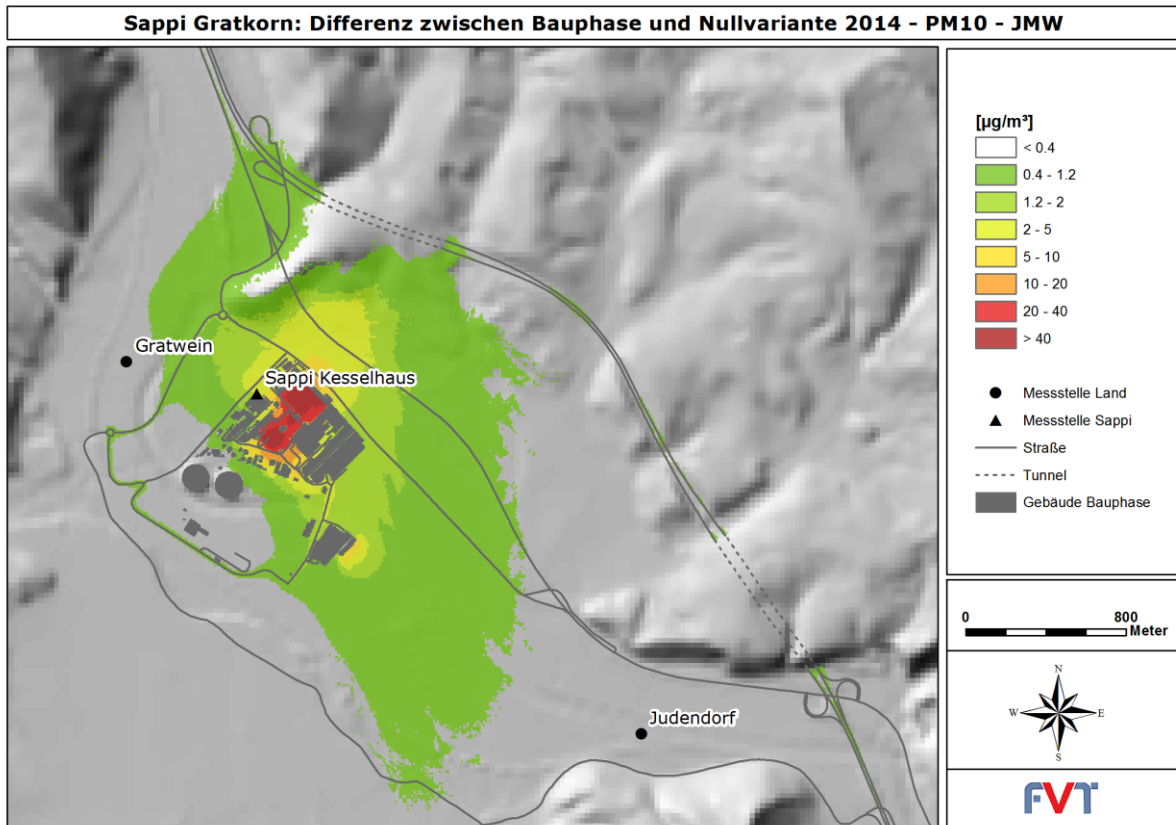 Sappi Gratkorn: Differenz zwischen Bauphase und Nullvariante 2014 - PM10 - JMW
Gratwein
Sappi Kesselhaus
Judendorf
[µg/m³]
< 0.4
0.4 - 1.2
1.2 - 2
2 - 5
5 - 10
10 - 20
20 - 40
> 40
Messstelle Land
Messstelle Sappi
Straße
Tunnel
Gebäude Bauphase
0 800
Meter
N
W E
S
FVT